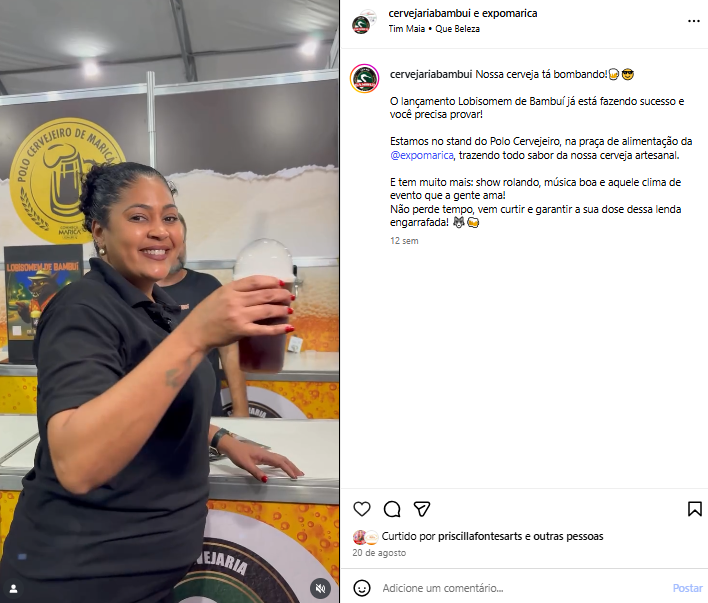 cervejariabambui e expomarica
Tim Maia • Que Beleza
cervejariabambui Nossa cerveja tá bombando!🍺😎
O lançamento Lobisomem de Bambuí já está fazendo sucesso e
você precisa provar!
Estamos no stand do Polo Cervejeiro, na praça de alimentação da
@expomarica, trazendo todo sabor da nossa cerveja artesanal.
E tem muito mais: show rolando, música boa e aquele clima de
evento que a gente ama!
Não perde tempo, vem curtir e garantir a sua dose dessa lenda
engarrafada! 🐺🍻
12 sem
POLO CERVEJEIRO DE MARICÁ
MARICÁ
LOBISOMEM DE BAMBUÍ
JARIA
VEJARIA
Curtido por priscillafontesarts e outras pessoas
20 de agosto
Adicione um comentário...
Postar